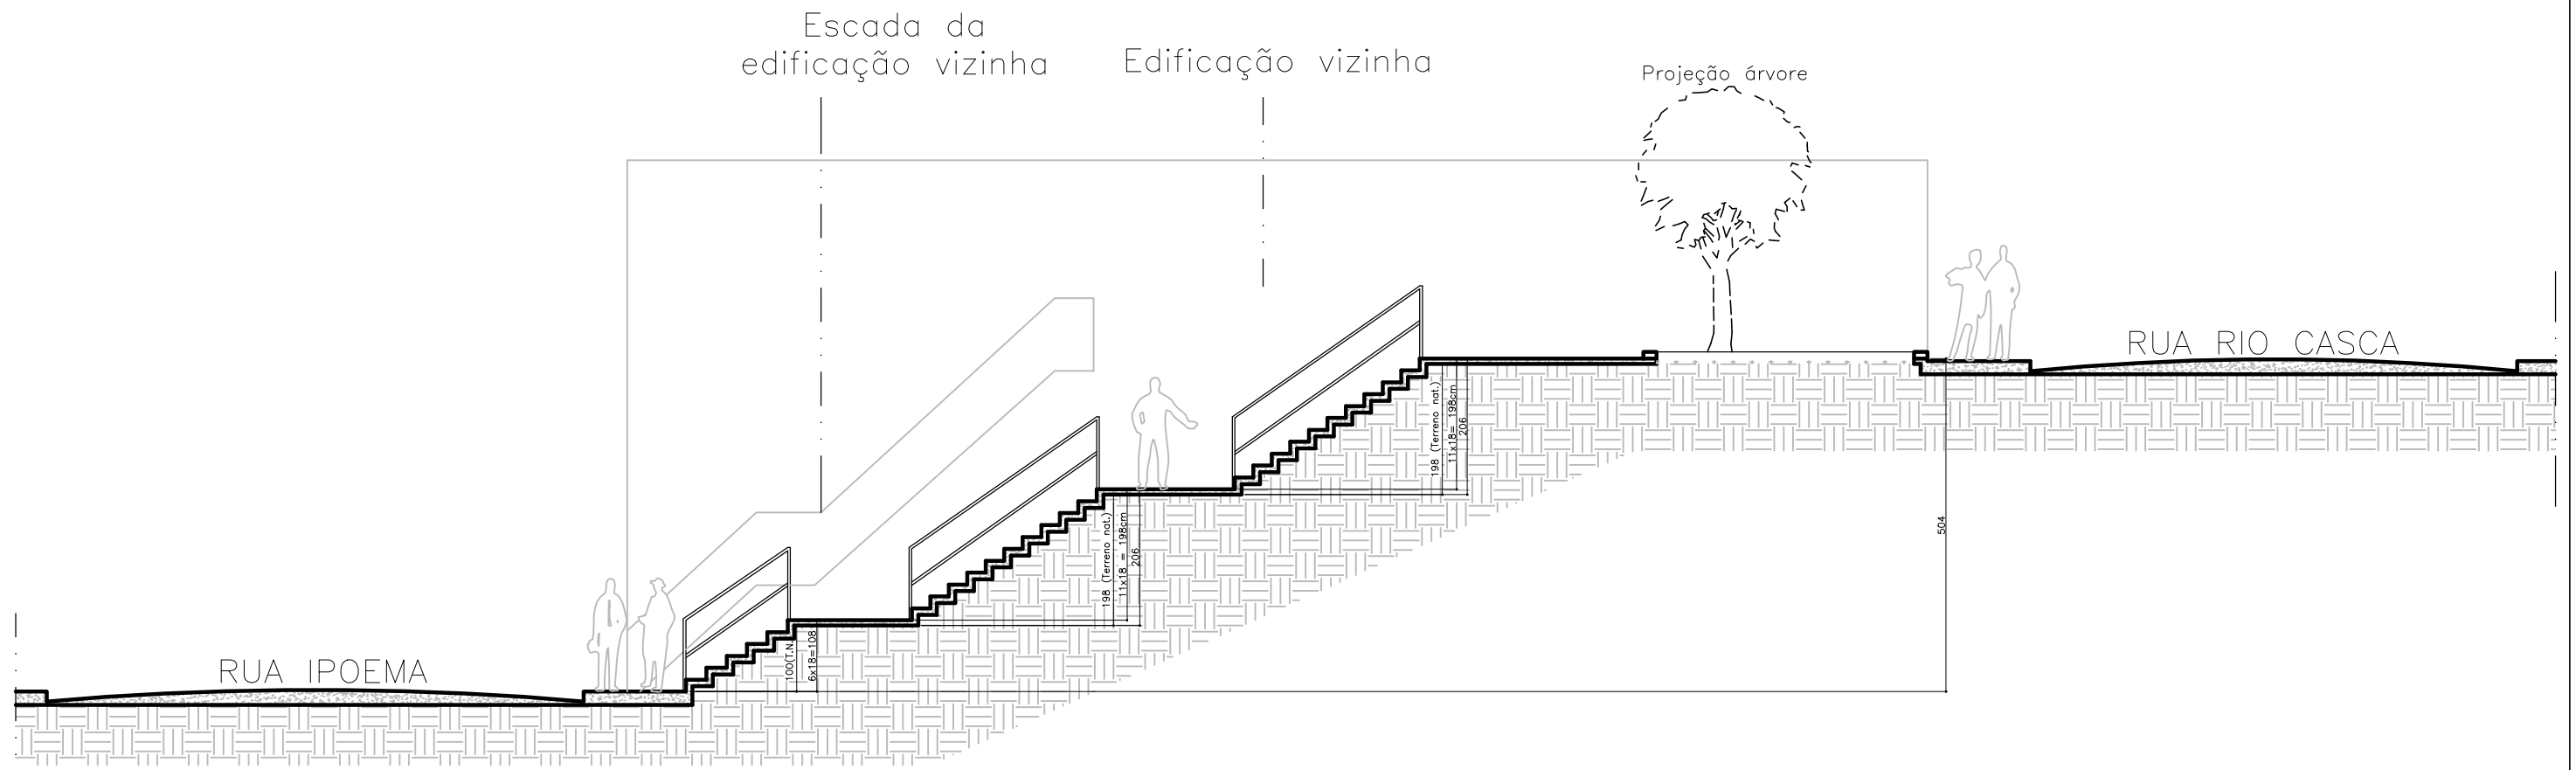 Escada da
edificação vizinha
Edificação vizinha
Projeção árvore
RUA RIO CASCA
198 (Terreno nat.)
11x18= 198cm
206
504
198 (Terreno nat.)
11x18 = 198cm
206
100(T.N.
6x18=108
RUA IPOEMA